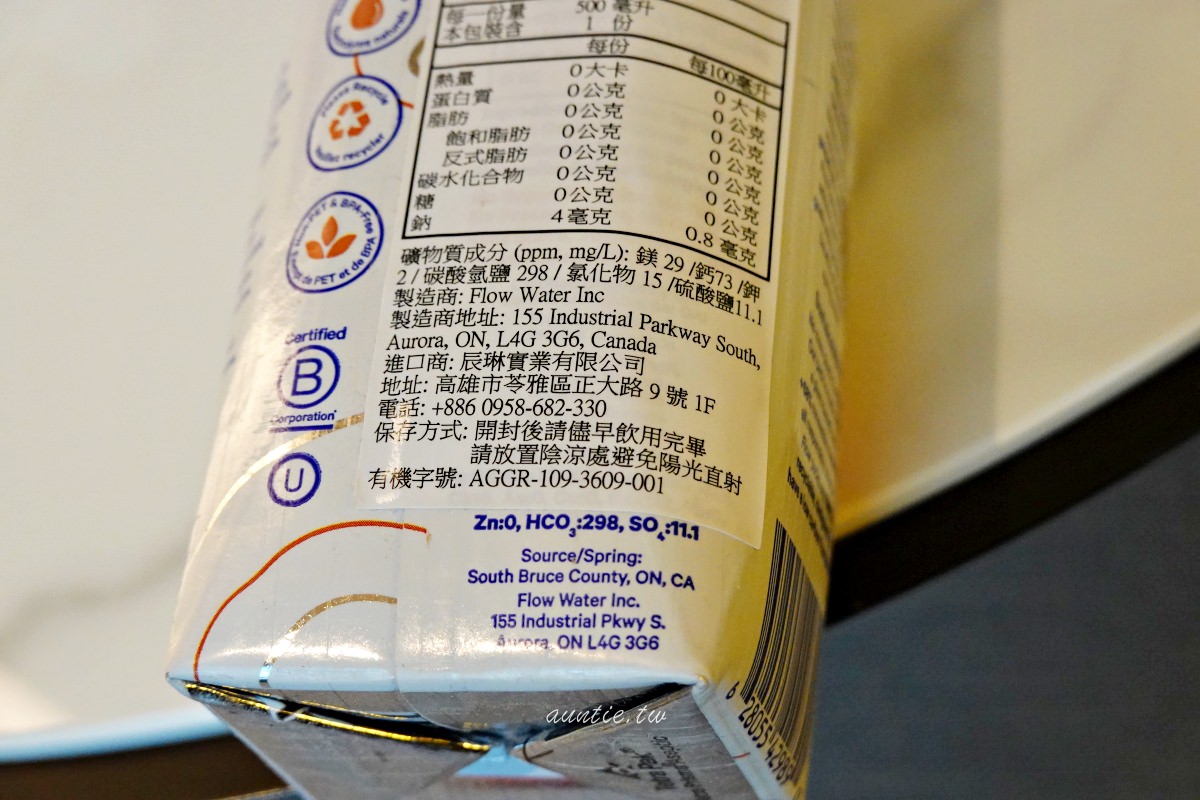 Please Recycle
Veuillez recycler
PET & BPA-Free
de PET et de BPA
Certified
B
Corporation
U
每一份量 500 毫升
本包裝含 1 份
每份 每100毫升
熱量 0大卡 0 大卡
蛋白質 0公克 0 公克
脂肪 0公克 0 公克
飽和脂肪 0公克 0 公克
反式脂肪 0公克 0 公克
碳水化合物 0公克 0 公克
糖 0公克 0 公克
鈉 4毫克 0.8 毫克
礦物質成分 (ppm, mg/L): 鎂 29 /鈣73 /鉀
2 / 碳酸氫鹽 298 / 氯化物 15 /硫酸鹽11.1
製造商: Flow Water Inc
製造商地址: 155 Industrial Parkway South,
Aurora, ON, L4G 3G6, Canada
進口商: 辰琳實業有限公司
地址: 高雄市苓雅區正大路 9 號 1F
電話: +886 0958-682-330
保存方式: 開封後請儘早飲用完畢
請放置陰涼處避免陽光直射
有機字號: AGGR-109-3609-001
Zn:0, HCO₃:298, SO₄:11.1
Source/Spring:
South Bruce County, ON, CA
Flow Water Inc.
155 Industrial Pkwy S.
Aurora, ON L4G 3G6
auntie.tw